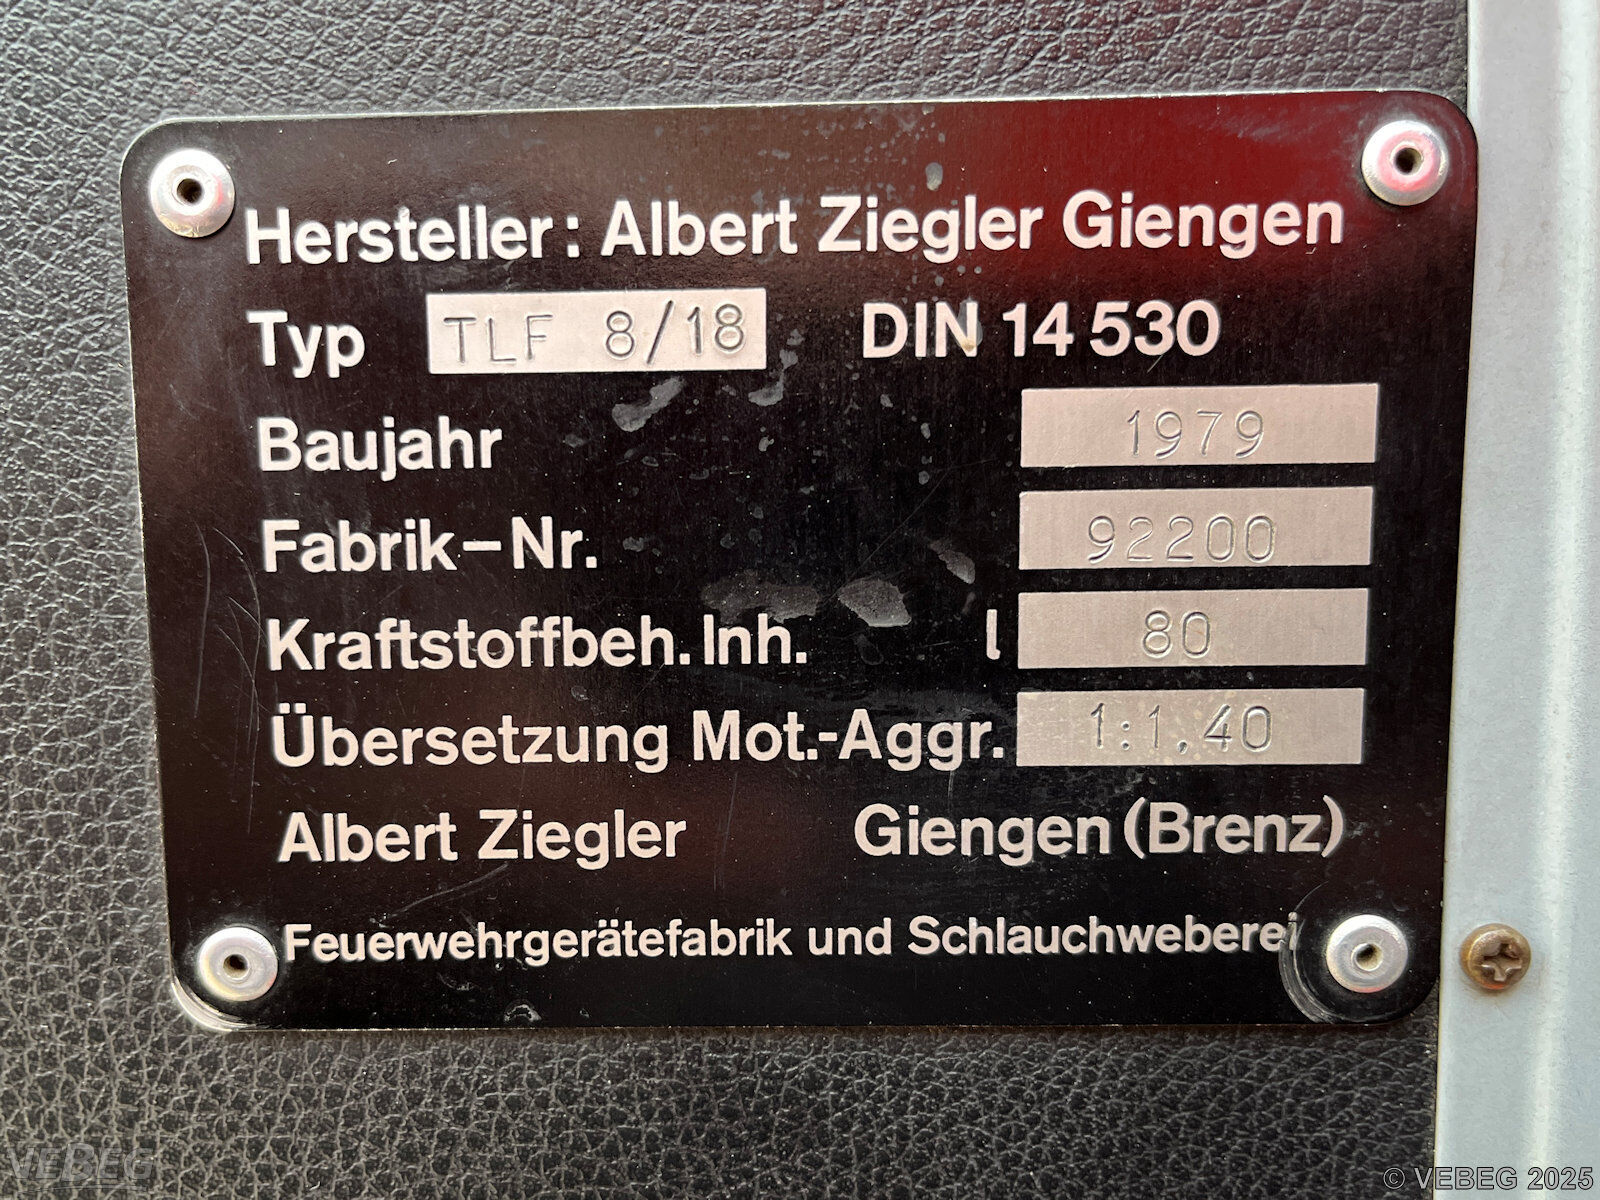 Hersteller: Albert Ziegler Giengen
Typ TLF 8/18 DIN 14 530
Baujahr 1979
Fabrik-Nr. 92200
Kraftstoffbeh. Inh. l 80
Übersetzung Mot.-Aggr. 1:1,40
Albert Ziegler Giengen (Brenz)
Feuerwehrgerätefabrik und Schlauchweberei
VEBEG
© VEBEG 2025